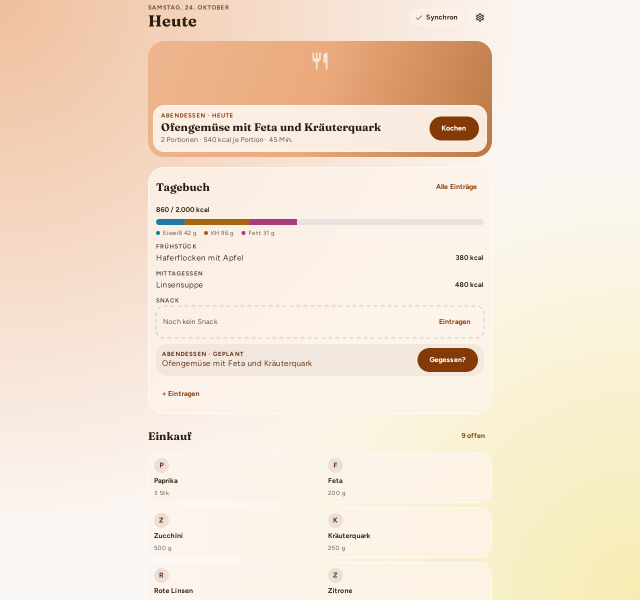 SAMSTAG, 24. OKTOBER
Heute
Synchron
ABENDESSEN · HEUTE
Ofengemüse mit Feta und Kräuterquark
2 Portionen · 540 kcal je Portion · 45 Min.
Kochen
Tagebuch
Alle Einträge
860 / 2.000 kcal
Eiweiß 42 g
KH 96 g
Fett 31 g
FRÜHSTÜCK
Haferflocken mit Apfel
380 kcal
MITTAGESSEN
Linsensuppe
480 kcal
SNACK
Noch kein Snack
Eintragen
ABENDESSEN · GEPLANT
Ofengemüse mit Feta und Kräuterquark
Gegessen?
+ Eintragen
Einkauf
9 offen
P
Paprika
3 Stk.
F
Feta
200 g
Z
Zucchini
500 g
K
Kräuterquark
250 g
R
Rote Linsen
Z
Zitrone